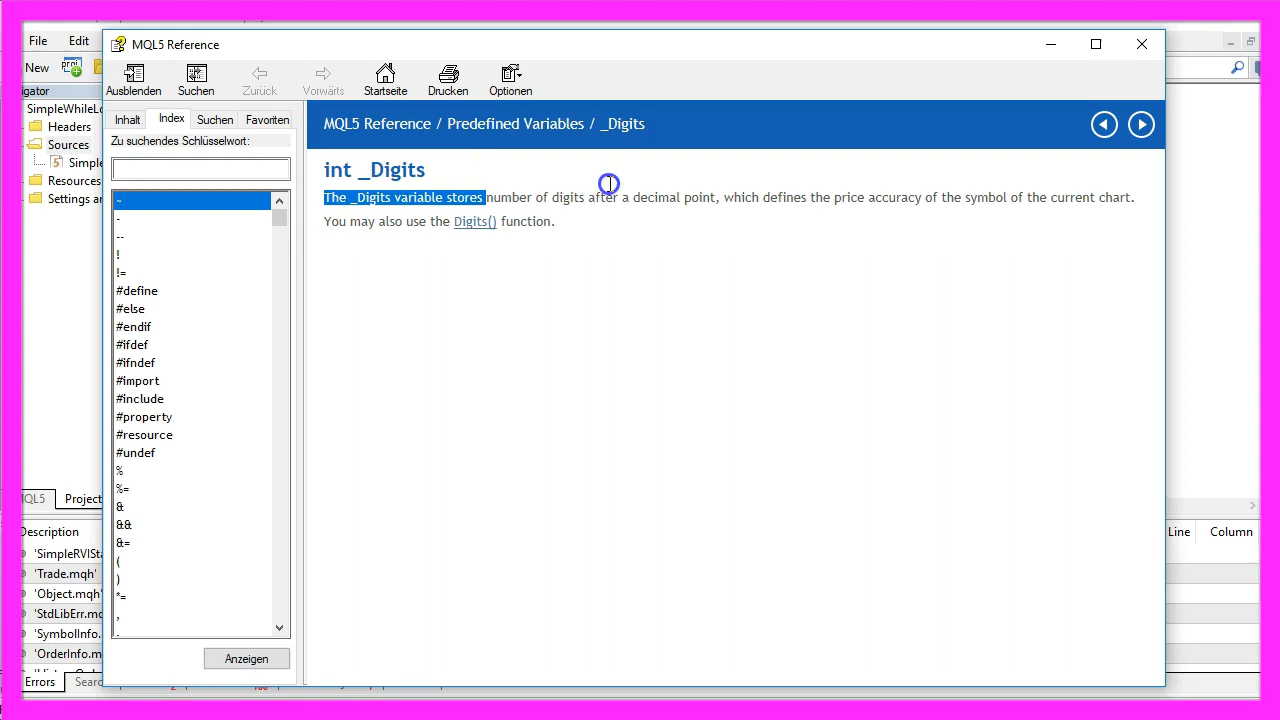 File Edit
MQL5 Reference
New
Ausblenden Suchen Zurück Vorwärts Startseite Drucken Optionen
Inhalt Index Suchen Favoriten
MQL5 Reference / Predefined Variables / _Digits
Zu suchendes Schlüsselwort:
int _Digits
The _Digits variable stores number of digits after a decimal point, which defines the price accuracy of the symbol of the current chart.
You may also use the Digits() function.
SimpleWhileLo
Headers
Sources
Simple
Resources
Settings an
~
-
--
!
!=
#define
#else
#endif
#ifdef
#ifndef
#import
#include
#property
#resource
#undef
%
%=
&
&&
&=
(
)
*=
,
Anzeigen
MQL5 Project
Description Line Column
'SimpleRVISta
'Trade.mqh'
'Object.mqh'
'StdLibErr.mq
'SymbolInfo.
'OrderInfo.m
Errors Searc